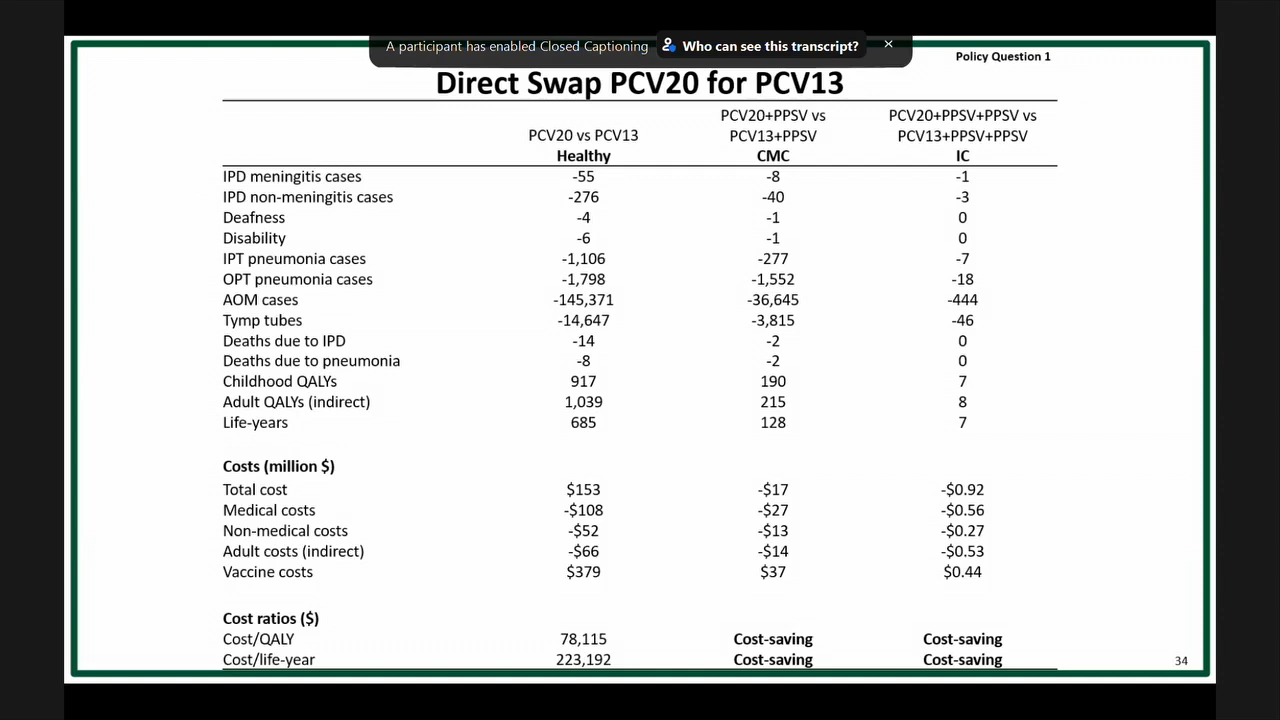 A participant has enabled Closed Captioning Who can see this transcript? ×
Policy Question 1
Direct Swap PCV20 for PCV13
PCV20 vs PCV13 PCV20+PPSV vs PCV20+PPSV+PPSV vs
PCV13+PPSV PCV13+PPSV+PPSV
Healthy CMC IC
IPD meningitis cases -55 -8 -1
IPD non-meningitis cases -276 -40 -3
Deafness -4 -1 0
Disability -6 -1 0
IPT pneumonia cases -1,106 -277 -7
OPT pneumonia cases -1,798 -1,552 -18
AOM cases -145,371 -36,645 -444
Tymp tubes -14,647 -3,815 -46
Deaths due to IPD -14 -2 0
Deaths due to pneumonia -8 -2 0
Childhood QALYs 917 190 7
Adult QALYs (indirect) 1,039 215 8
Life-years 685 128 7
Costs (million $)
Total cost $153 -$17 -$0.92
Medical costs -$108 -$27 -$0.56
Non-medical costs -$52 -$13 -$0.27
Adult costs (indirect) -$66 -$14 -$0.53
Vaccine costs $379 $37 $0.44
Cost ratios ($)
Cost/QALY 78,115 Cost-saving Cost-saving
Cost/life-year 223,192 Cost-saving Cost-saving
34